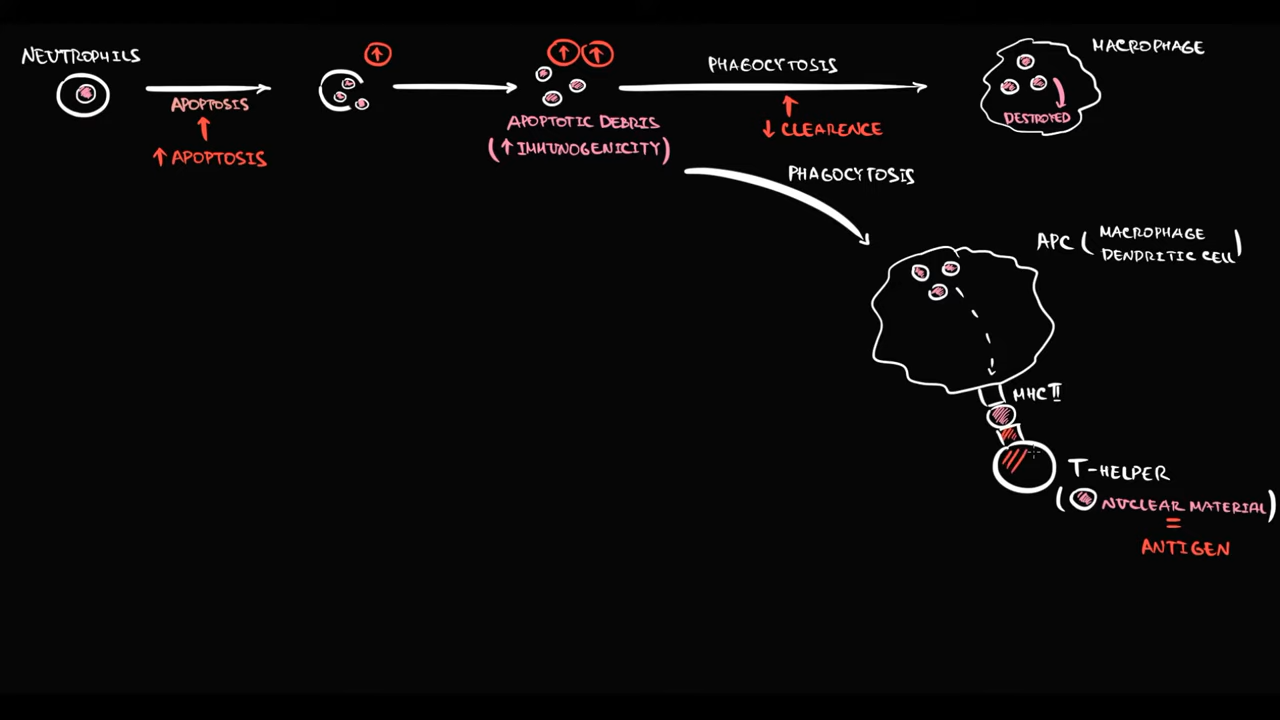 NEUTROPHILS
APOPTOSIS
↑ APOPTOSIS
APOPTOTIC DEBRIS
(↑ IMMUNOGENICITY)
PHAGOCYTOSIS
↓ CLEARENCE
MACROPHAGE
DESTROYED
PHAGOCYTOSIS
APC (MACROPHAGE
DENDRITIC CELL)
MHC II
T-HELPER
(NUCLEAR MATERIAL)
=
ANTIGEN